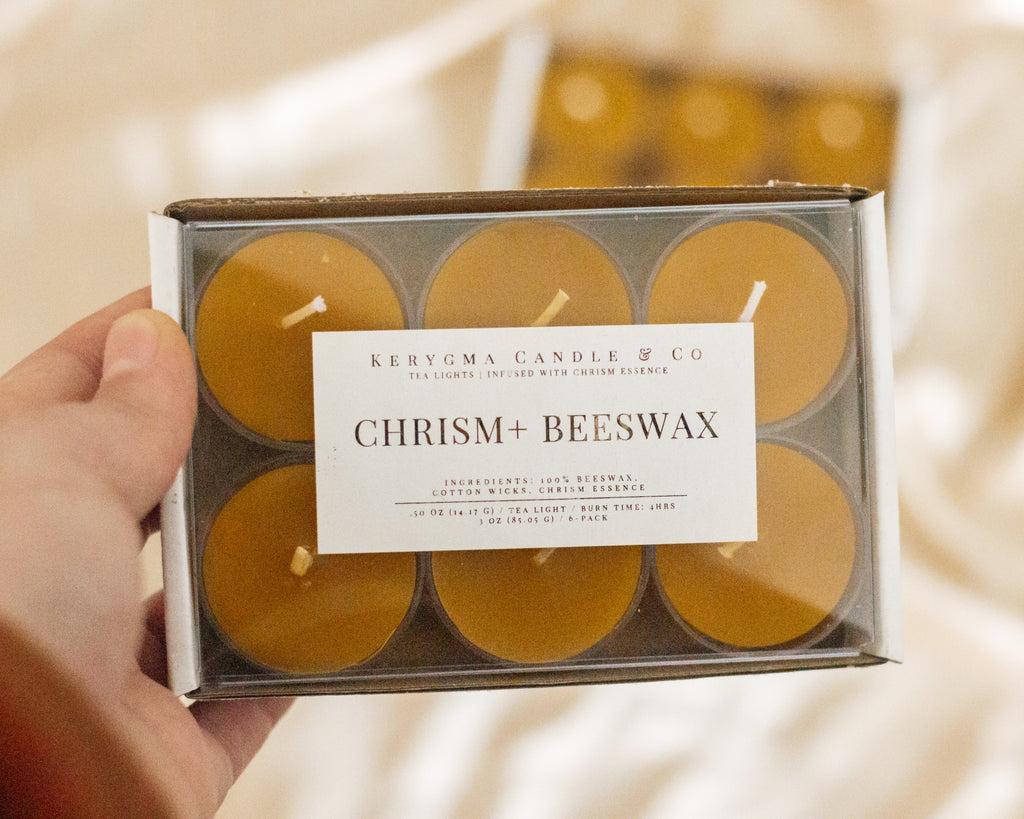 KERYGMA CANDLE & CO
TEA LIGHTS | INFUSED WITH CHRISM ESSENCE
CHRISM+ BEESWAX
INGREDIENTS: 100% BEESWAX,
COTTON WICKS, CHRISM ESSENCE
.50 OZ (14.17 G) / TEA LIGHT / BURN TIME: 4HRS
3 OZ (85.05 G) / 6-PACK